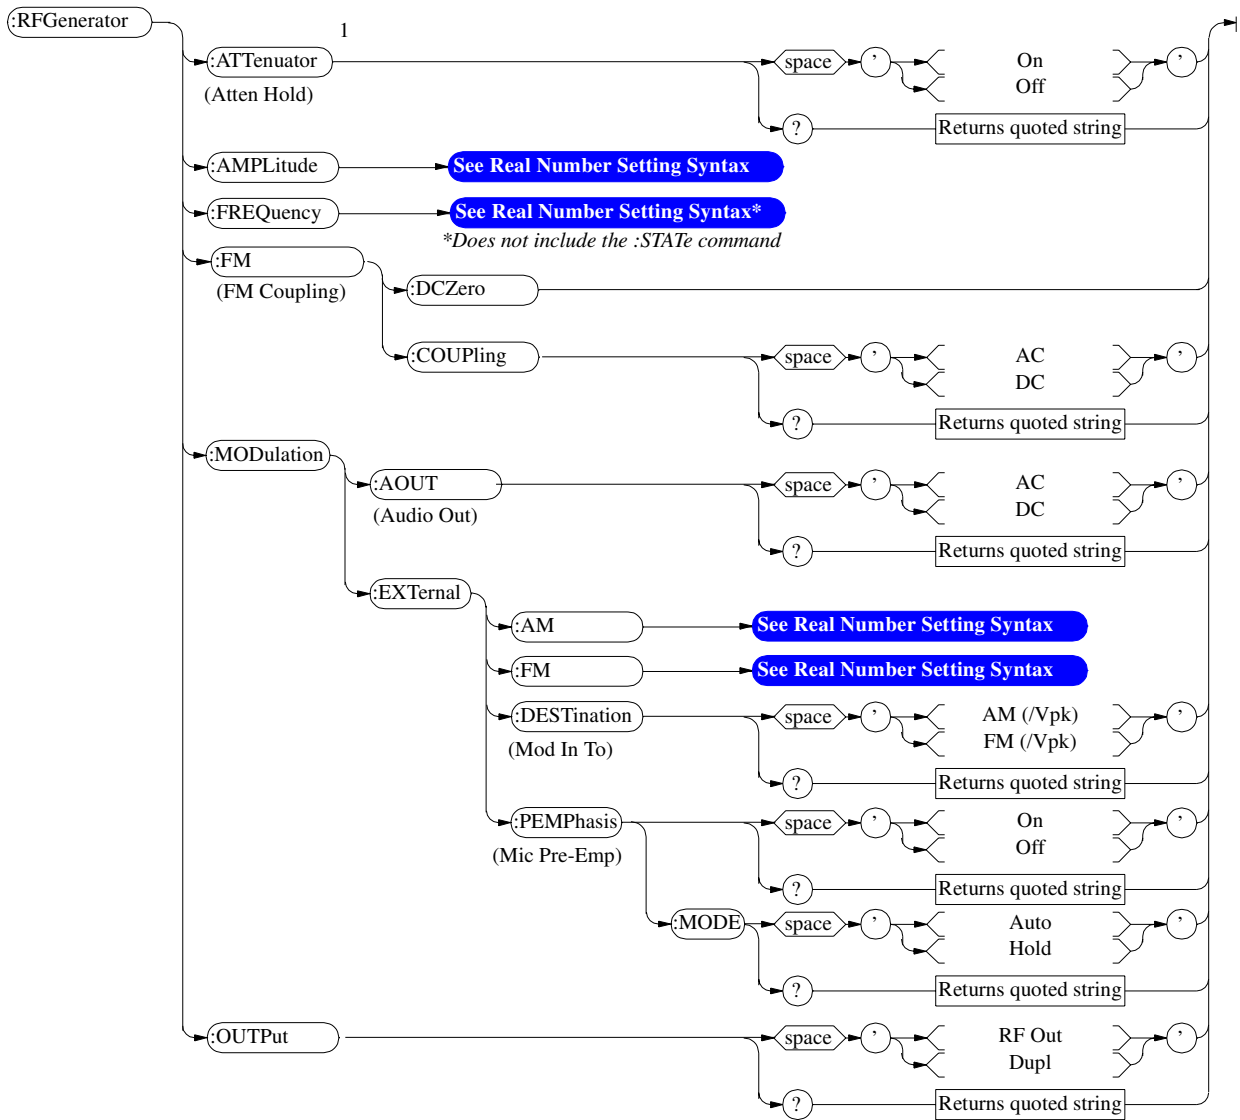 :RFGenerator
1
:ATTenuator space ' On '
(Atten Hold) Off
? Returns quoted string
:AMPLitude See Real Number Setting Syntax
:FREQuency See Real Number Setting Syntax*
*Does not include the :STATe command
:FM
(FM Coupling) :DCZero
:COUPling space ' AC '
DC
? Returns quoted string
:MODulation
:AOUT space ' AC '
(Audio Out) DC
? Returns quoted string
:EXTernal
:AM See Real Number Setting Syntax
:FM See Real Number Setting Syntax
:DESTination space ' AM (/Vpk) '
(Mod In To) FM (/Vpk)
? Returns quoted string
:PEMPhasis space ' On '
(Mic Pre-Emp) Off
? Returns quoted string
:MODE space ' Auto '
Hold
? Returns quoted string
:OUTPut space ' RF Out '
Dupl
? Returns quoted string